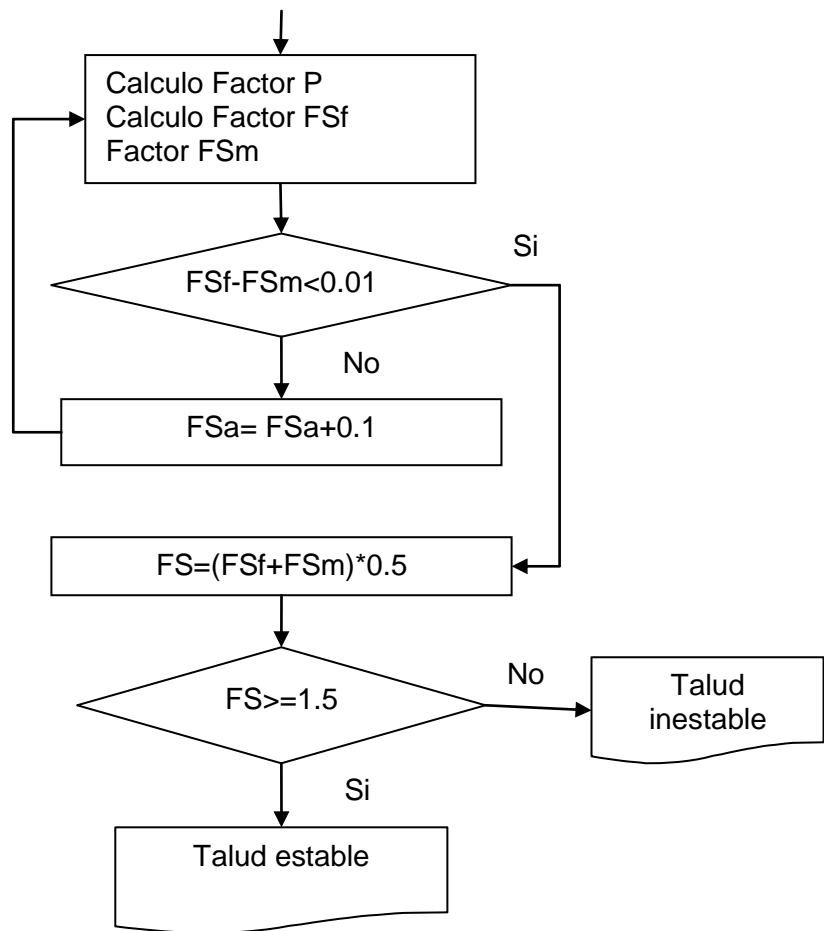 Calculo Factor P
Calculo Factor FSf
Factor FSm
Si
FSf-FSm<0.01
No
FSa= FSa+0.1
FS=(FSf+FSm)*0.5
FS>=1.5
No
Talud
inestable
Si
Talud estable